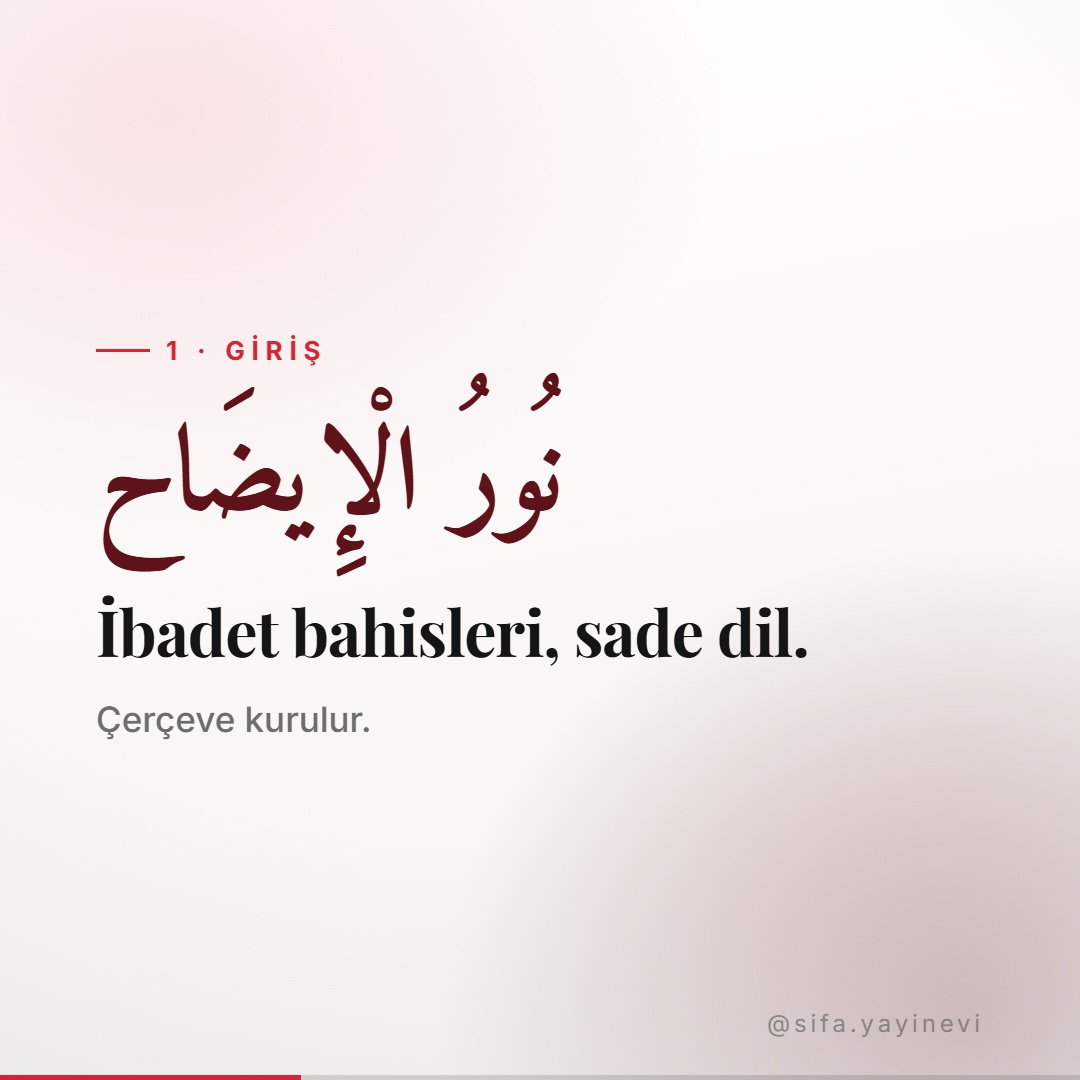 1 · GİRİŞ
نُورُ الْإِيضَاح
İbadet bahisleri, sade dil.
Çerçeve kurulur.
@sifa.yayinevi